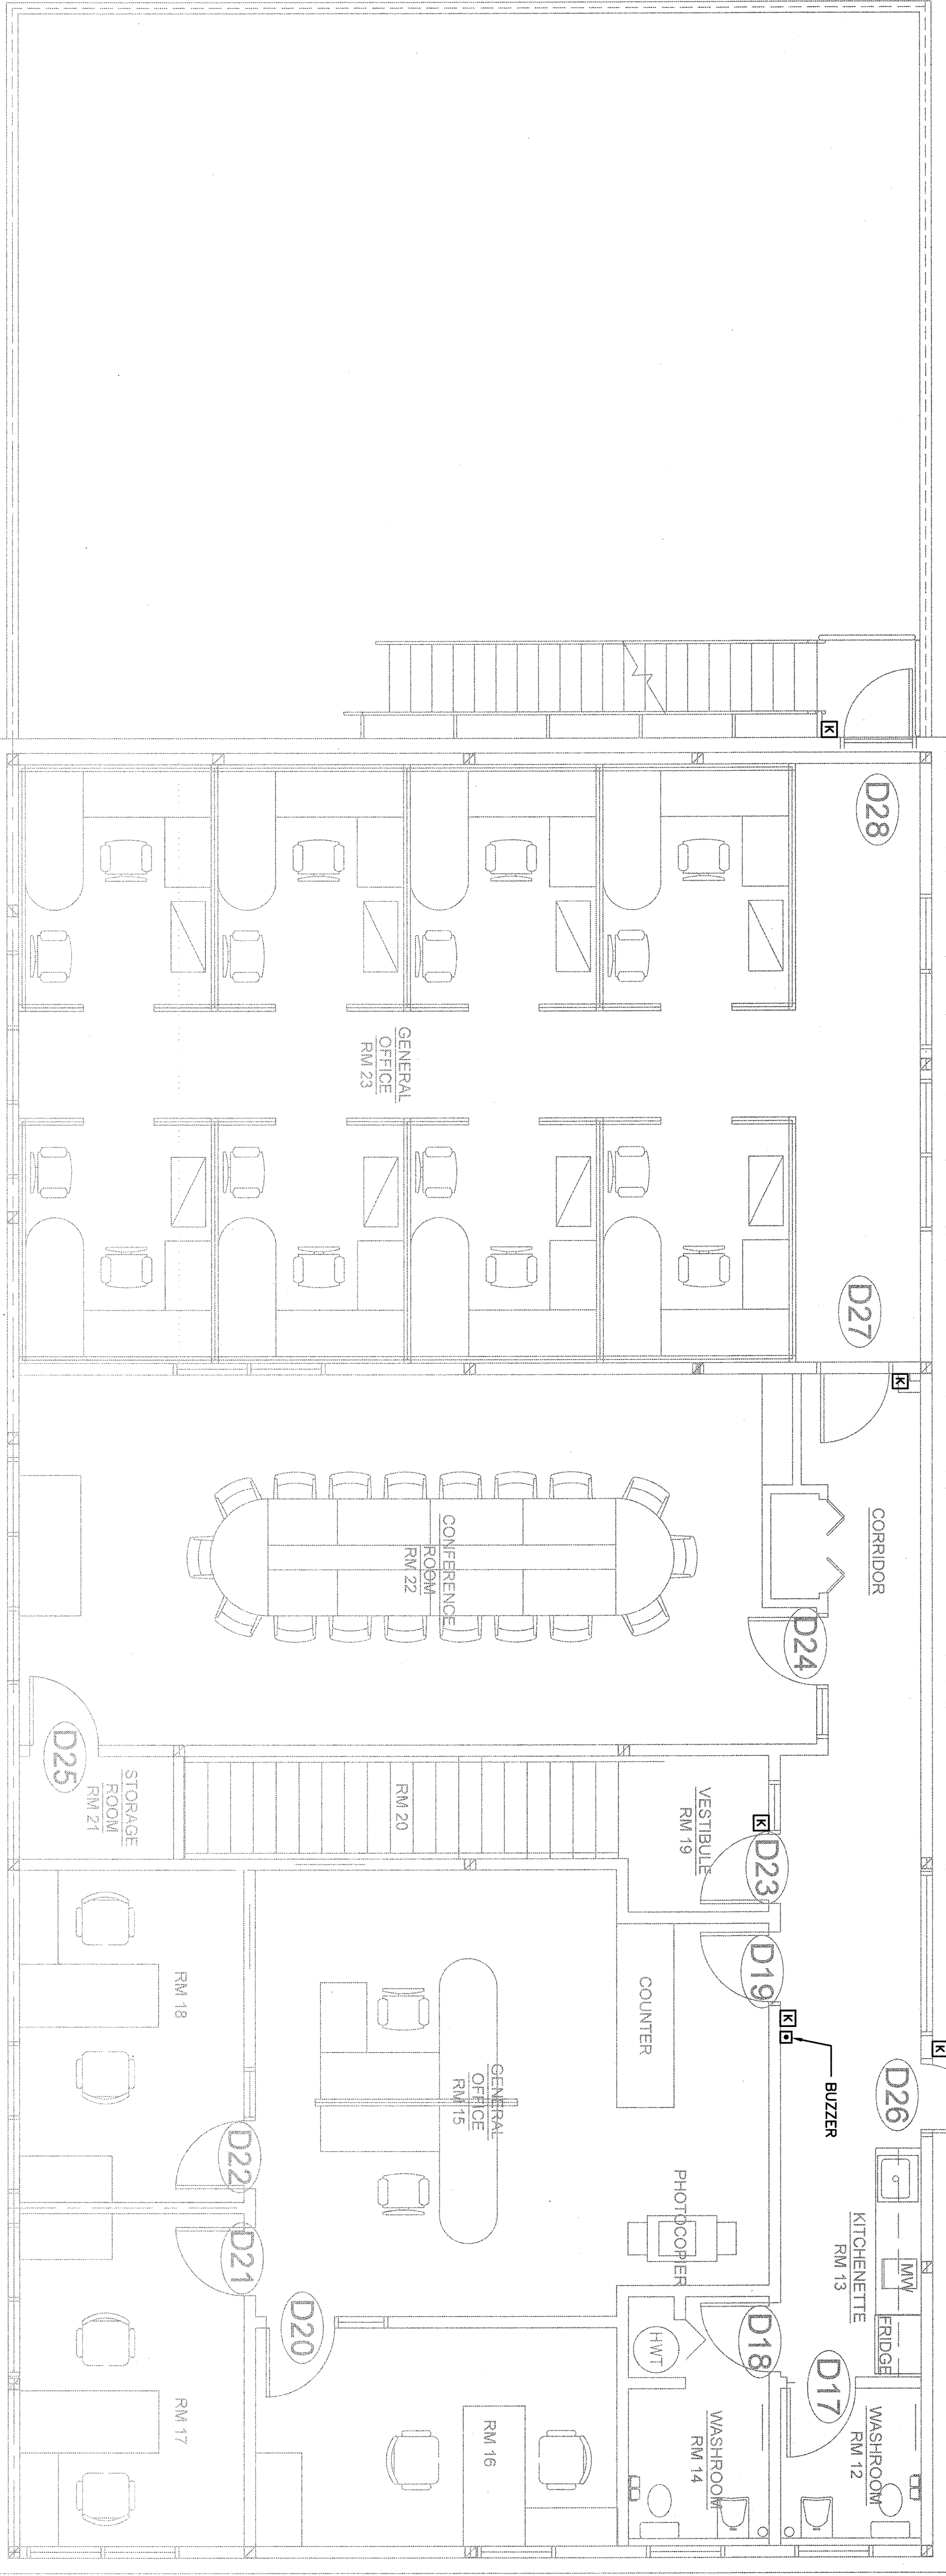 K
D28
GENERAL
OFFICE
RM 23
D27
K
CORRIDOR
CONFERENCE
ROOM
RM 22
D24
D25
STORAGE
ROOM
RM 21
RM 20
VESTIBULE
RM 19
K
D23
D19
K
K
BUZZER
D26
COUNTER
RM 18
GENERAL
OFFICE
RM 15
D22
D21
PHOTOCOPIER
KITCHENETTE
RM 13
MW
FRIDGE
D20
HWT
D18
D17
WASHROOM
RM 12
WASHROOM
RM 14
RM 16
RM 17